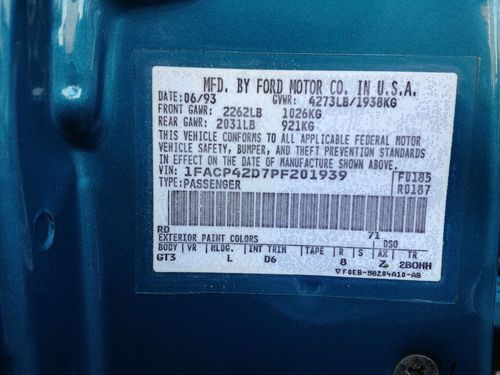 MFD. BY FORD MOTOR CO. IN U.S.A.
DATE: 06/93 GVWR: 4273LB/1938KG
FRONT GAWR: 2262LB 1026KG
REAR GAWR: 2031LB 921KG
THIS VEHICLE CONFORMS TO ALL APPLICABLE FEDERAL MOTOR
VEHICLE SAFETY, BUMPER, AND THEFT PREVENTION STANDARDS
IN EFFECT ON THE DATE OF MANUFACTURE SHOWN ABOVE.
VIN: 1FACP42D7PF201939 F0185
TYPE: PASSENGER R0187
RD 71
EXTERIOR PAINT COLORS DSO
BODY VR MLDG. INT TRIM TAPE R S AX TR
GT3 L D6 8 Z 2B0HH
F0EB-58204A10-AB